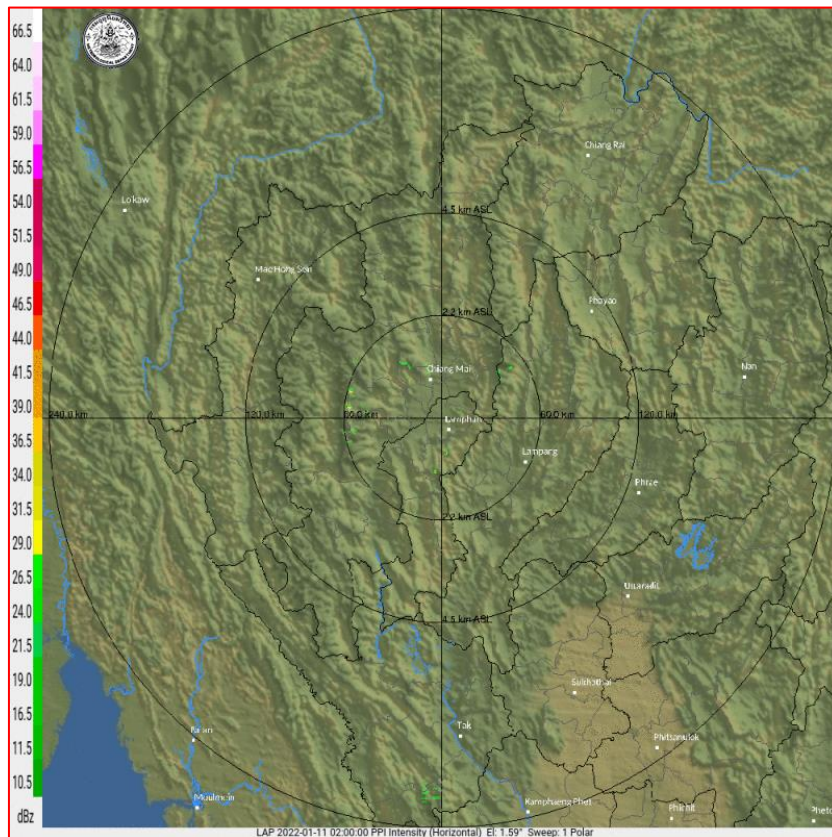 66.5
64.0
61.5
59.0
56.5
54.0
51.5
49.0
46.5
44.0
41.5
39.0
36.5
34.0
31.5
29.0
26.5
24.0
21.5
19.0
16.5
11.5
10.5
dBz
Chiang Rai
Loikaw
4.5 km ASL
Mae Hong Son
Phayao
2.2 km ASL
Chiang Mai
Nan
240.0 km
120.0 km
60.0 km
60.0 km
120.0 km
Lamphun
Lampang
Phrae
2.2 km ASL
Uttaradit
4.5 km ASL
Sukhothai
Pa-an
Tak
Phitsanulok
Moulmein
Kamphaeng Phet
Phichit
LAP 2022-01-11 02:00:00 PPI Intensity (Horizontal) El: 1.59° Sweep: 1 Polar